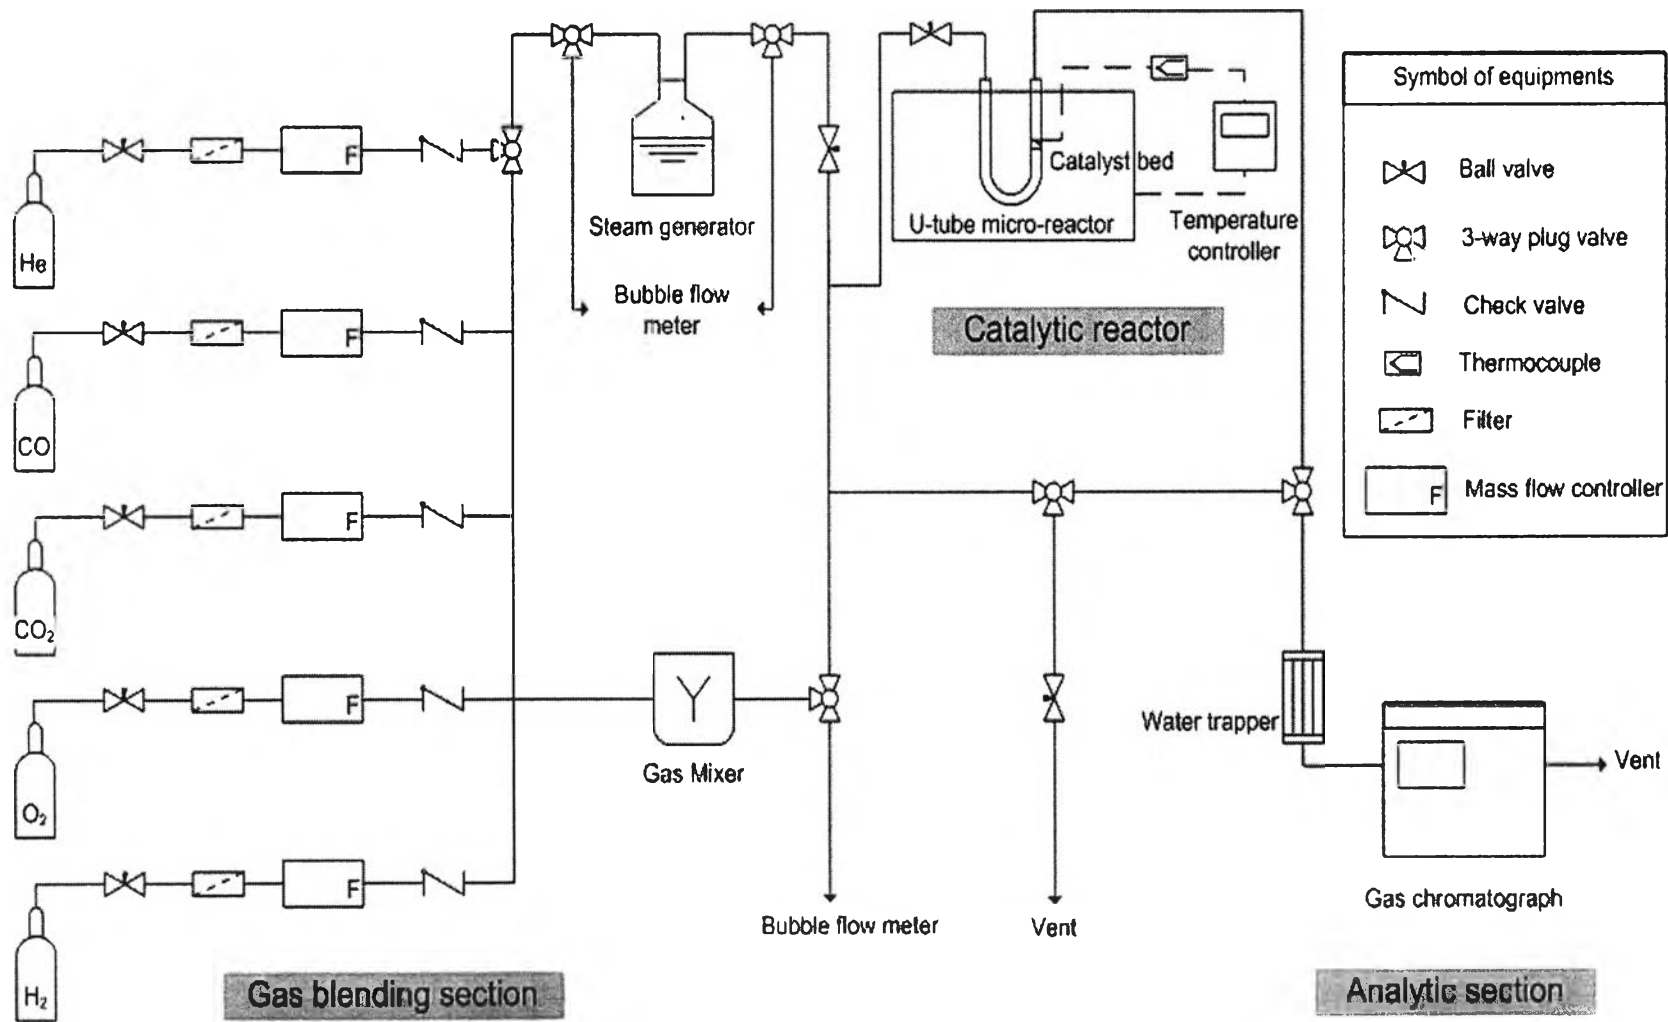 Symbol of equipments
Ball valve
3-way plug valve
Check valve
Thermocouple
Filter
F
Mass flow controller
He
F
Steam generator
Bubble flow
meter
Catalyst bed
U-tube micro-reactor
Temperature
controller
Catalytic reactor
CO
F
CO₂
F
O₂
F
Gas Mixer
Water trapper
Vent
Gas chromatograph
H₂
F
Bubble flow meter
Vent
Gas blending section
Analytic section